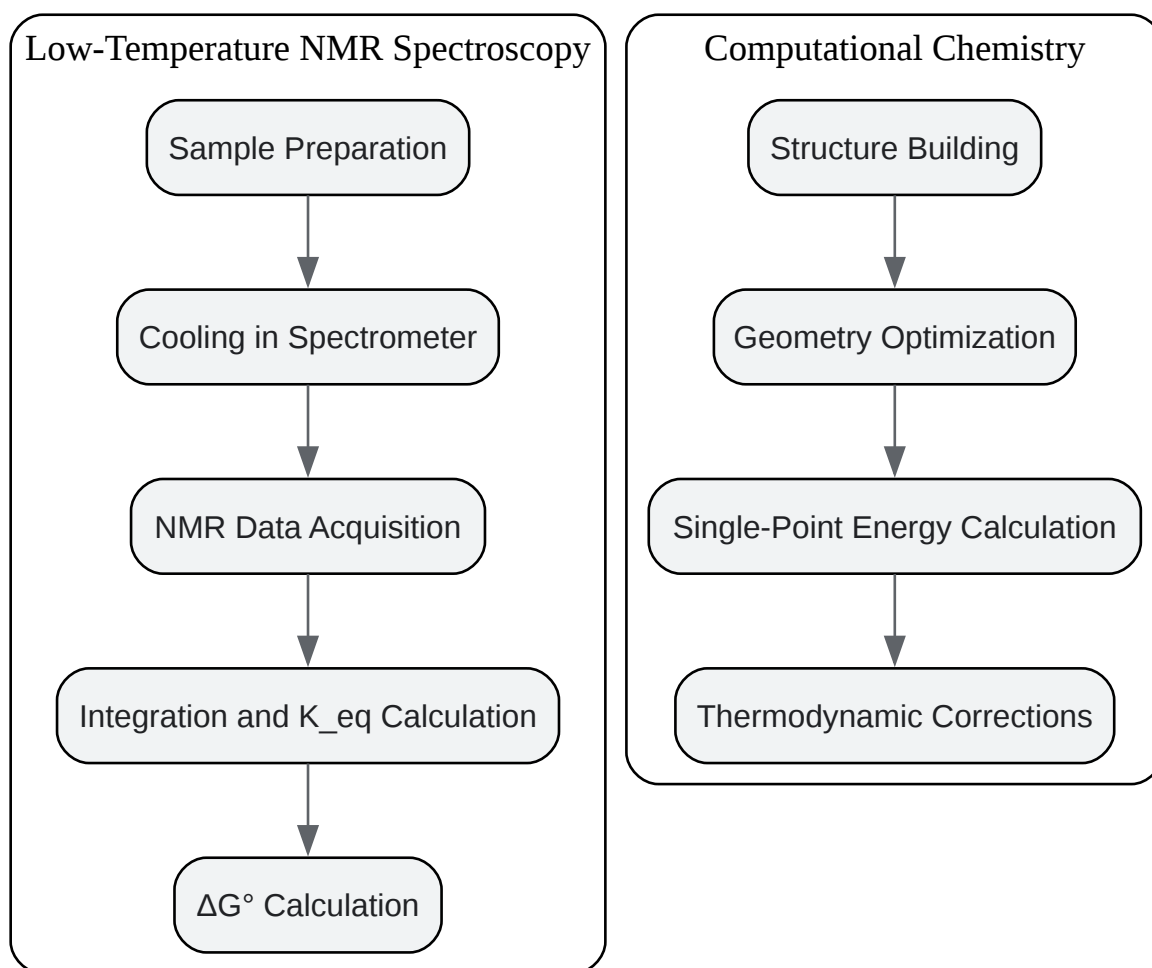 Low-Temperature NMR Spectroscopy
Sample Preparation
Cooling in Spectrometer
NMR Data Acquisition
Integration and K_eq Calculation
ΔG° Calculation
Computational Chemistry
Structure Building
Geometry Optimization
Single-Point Energy Calculation
Thermodynamic Corrections